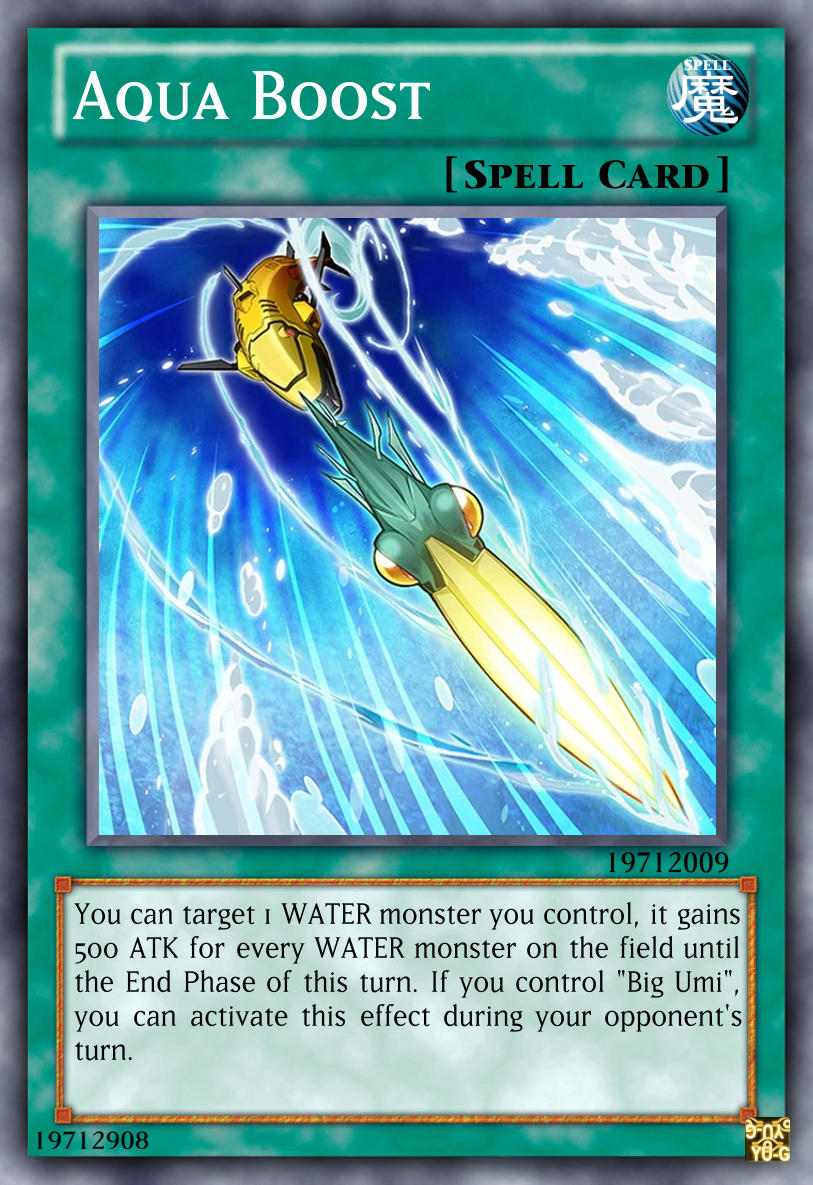 Aqua Boost
SPELL
魔
[Spell Card]
19712009
You can target 1 WATER monster you control, it gains
500 ATK for every WATER monster on the field until
the End Phase of this turn. If you control "Big Umi",
you can activate this effect during your opponent's
turn.
19712908
YU-G